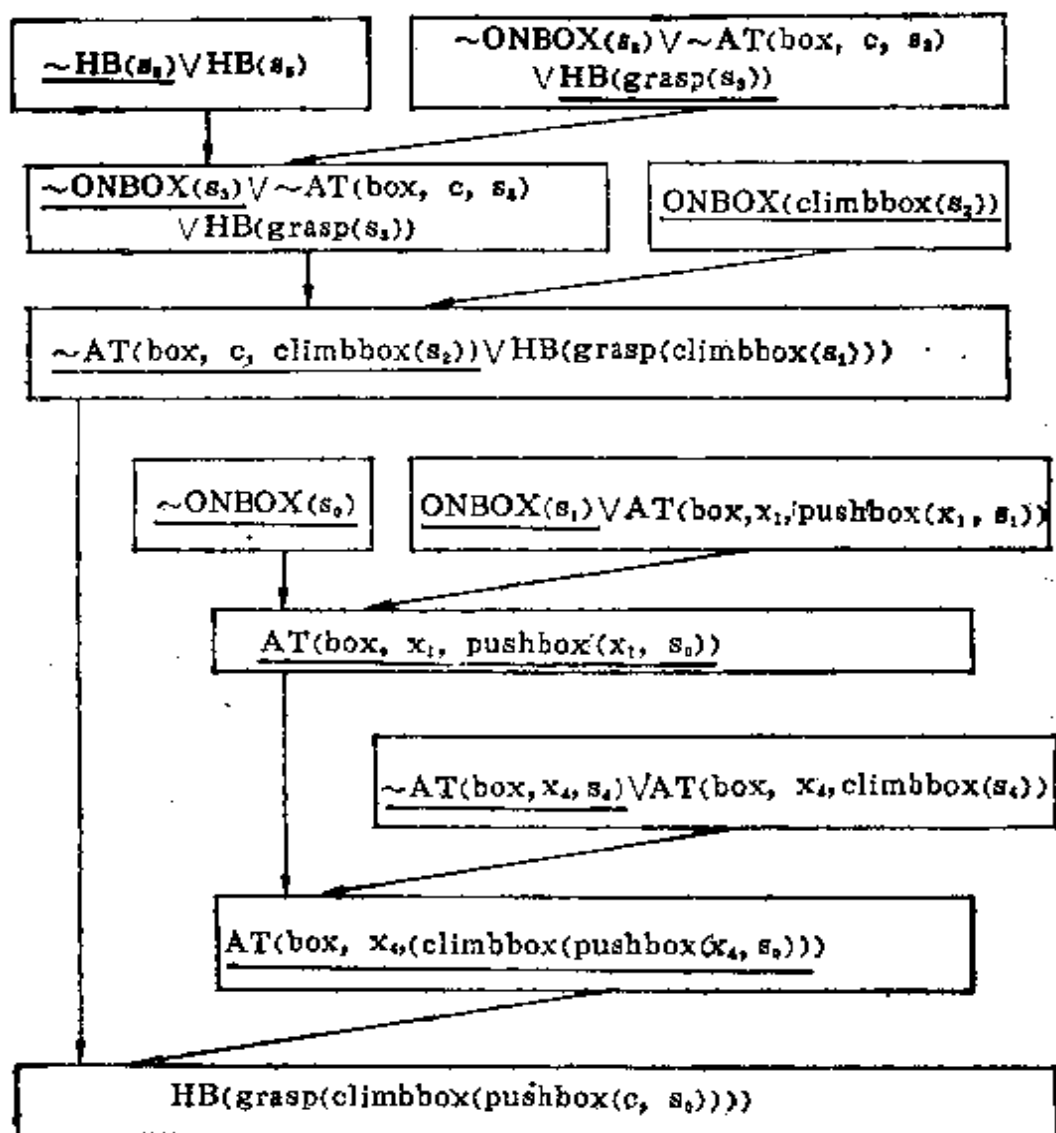 ~HB(s₅)∨HB(s₅)
~ONBOX(s₃)∨~AT(box, c, s₃)
∨HB(grasp(s₃))
~ONBOX(s₃)∨~AT(box, c, s₃)
∨HB(grasp(s₃))
ONBOX(climbbox(s₂))
~AT(box, c, climbbox(s₂))∨HB(grasp(climbbox(s₂)))
~ONBOX(s₀)
ONBOX(s₁)∨AT(box,x₁, pushbox(x₁, s₁))
AT(box, x₁, pushbox(x₁, s₀))
~AT(box,x₄,s₄)∨AT(box, x₄,climbbox(s₄))
AT(box, x₄,(climbbox(pushbox(x₄, s₀)))
HB(grasp(climbbox(pushbox(c, s₀))))